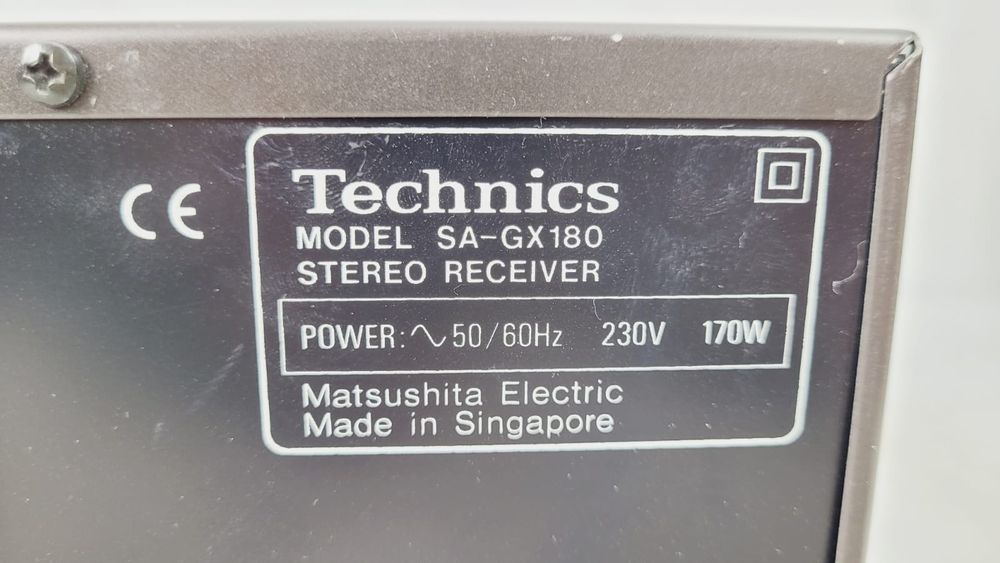 CE
Technics
MODEL SA-GX180
STEREO RECEIVER
POWER: ∿ 50/60Hz 230V 170W
Matsushita Electric
Made in Singapore